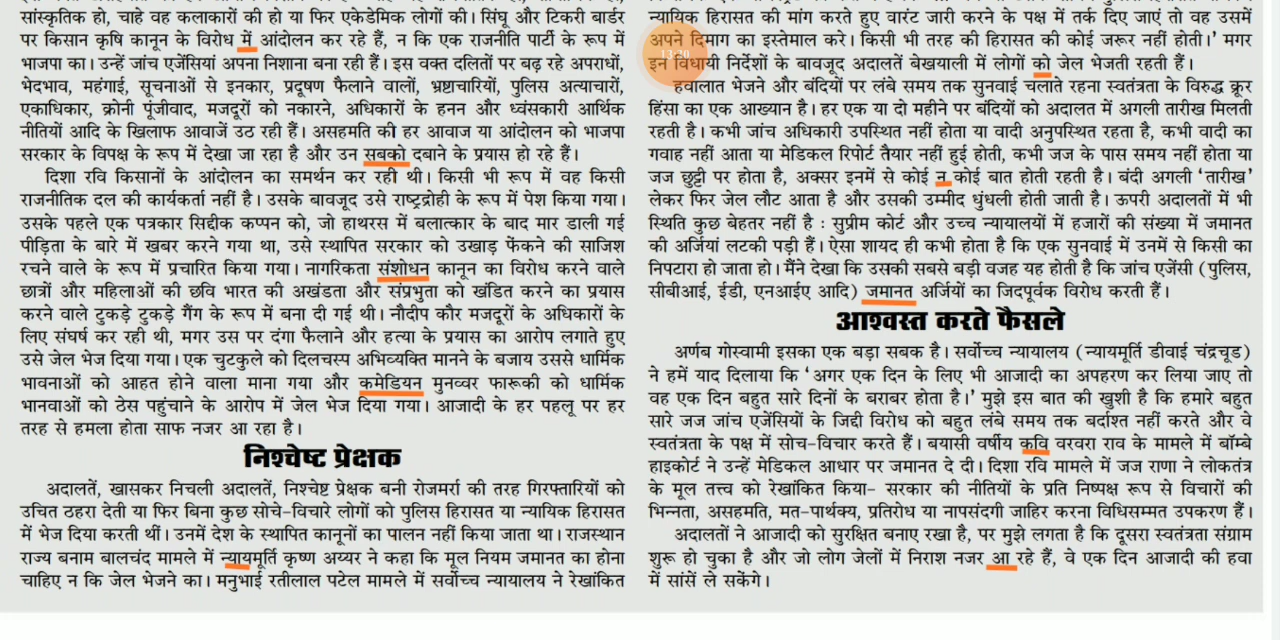 सांस्कृतिक हो, चाहे वह कलाकारों की हो या फिर एकेडेमिक लोगों की। सिंघू और टिकरी बार्डर
पर किसान कृषि कानून के विरोध में आंदोलन कर रहे हैं, न कि एक राजनीति पार्टी के रूप में
भाजपा का। उन्हें जांच एजेंसियां अपना निशाना बना रही हैं। इस वक्त दलितों पर बढ़ रहे अपराधों,
भेदभाव, महंगाई, सूचनाओं से इनकार, प्रदूषण फैलाने वालों, भ्रष्टाचारियों, पुलिस अत्याचारों,
एकाधिकार, क्रोनी पूंजीवाद, मजदूरों को नकारने, अधिकारों के हनन और ध्वंसकारी आर्थिक
नीतियों आदि के खिलाफ आवाजें उठ रही हैं। असहमति की हर आवाज या आंदोलन को भाजपा
सरकार के विपक्ष के रूप में देखा जा रहा है और उन सबको दबाने के प्रयास हो रहे हैं।
दिशा रवि किसानों के आंदोलन का समर्थन कर रही थी। किसी भी रूप में वह किसी
राजनीतिक दल की कार्यकर्ता नहीं है। उसके बावजूद उसे राष्ट्रद्रोही के रूप में पेश किया गया।
उसके पहले एक पत्रकार सिद्दीक कप्पन को, जो हाथरस में बलात्कार के बाद मार डाली गई
पीड़िता के बारे में खबर करने गया था, उसे स्थापित सरकार को उखाड़ फेंकने की साजिश
रचने वाले के रूप में प्रचारित किया गया। नागरिकता संशोधन कानून का विरोध करने वाले
छात्रों और महिलाओं की छवि भारत की अखंडता और संप्रभुता को खंडित करने का प्रयास
करने वाले टुकड़े टुकड़े गैंग के रूप में बना दी गई थी। नौदीप कौर मजदूरों के अधिकारों के
लिए संघर्ष कर रही थी, मगर उस पर दंगा फैलाने और हत्या के प्रयास का आरोप लगाते हुए
उसे जेल भेज दिया गया। एक चुटकुले को दिलचस्प अभिव्यक्ति मानने के बजाय उससे धार्मिक
भावनाओं को आहत होने वाला माना गया और कमेडियन मुनव्वर फारूकी को धार्मिक
भानवाओं को ठेस पहुंचाने के आरोप में जेल भेज दिया गया। आजादी के हर पहलू पर हर
तरह से हमला होता साफ नजर आ रहा है।
निश्चेष्ट प्रेक्षक
अदालतें, खासकर निचली अदालतें, निश्चेष्ट प्रेक्षक बनी रोजमर्रा की तरह गिरफ्तारियों को
उचित ठहरा देती या फिर बिना कुछ सोचे-विचारे लोगों को पुलिस हिरासत या न्यायिक हिरासत
में भेज दिया करती थीं। उनमें देश के स्थापित कानूनों का पालन नहीं किया जाता था। राजस्थान
राज्य बनाम बालचंद मामले में न्यायमूर्ति कृष्ण अय्यर ने कहा कि मूल नियम जमानत का होना
चाहिए न कि जेल भेजने का। मनुभाई रतीलाल पटेल मामले में सर्वोच्च न्यायालय ने रेखांकित
न्यायिक हिरासत की मांग करते हुए वारंट जारी करने के पक्ष में तर्क दिए जाएं तो वह उसमें
अपने दिमाग का इस्तेमाल करे। किसी भी तरह की हिरासत की कोई जरूर नहीं होती।' मगर
11:20
इन विधायी निर्देशों के बावजूद अदालतें बेखयाली में लोगों को जेल भेजती रहती हैं।
हवालात भेजने और बंदियों पर लंबे समय तक सुनवाई चलाते रहना स्वतंत्रता के विरुद्ध क्रूर
हिंसा का एक आख्यान है। हर एक या दो महीने पर बंदियों को अदालत में अगली तारीख मिलती
रहती है। कभी जांच अधिकारी उपस्थित नहीं होता या वादी अनुपस्थित रहता है, कभी वादी का
गवाह नहीं आता या मेडिकल रिपोर्ट तैयार नहीं हुई होती, कभी जज के पास समय नहीं होता या
जज छुट्टी पर होता है, अक्सर इनमें से कोई न कोई बात होती रहती है। बंदी अगली 'तारीख'
लेकर फिर जेल लौट आता है और उसकी उम्मीद धुंधली होती जाती है। ऊपरी अदालतों में भी
स्थिति कुछ बेहतर नहीं है : सुप्रीम कोर्ट और उच्च न्यायालयों में हजारों की संख्या में जमानत
की अर्जियां लटकी पड़ी हैं। ऐसा शायद ही कभी होता है कि एक सुनवाई में उनमें से किसी का
निपटारा हो जाता हो। मैंने देखा कि उसकी सबसे बड़ी वजह यह होती है कि जांच एजेंसी (पुलिस,
सीबीआई, ईडी, एनआईए आदि) जमानत अर्जियों का जिदपूर्वक विरोध करती हैं।
आश्वस्त करते फैसले
अर्णब गोस्वामी इसका एक बड़ा सबक है। सर्वोच्च न्यायालय (न्यायमूर्ति डीवाई चंद्रचूड)
ने हमें याद दिलाया कि 'अगर एक दिन के लिए भी आजादी का अपहरण कर लिया जाए तो
वह एक दिन बहुत सारे दिनों के बराबर होता है।' मुझे इस बात की खुशी है कि हमारे बहुत
सारे जज जांच एजेंसियों के जिद्दी विरोध को बहुत लंबे समय तक बर्दाश्त नहीं करते और वे
स्वतंत्रता के पक्ष में सोच-विचार करते हैं। बयासी वर्षीय कवि वरवरा राव के मामले में बॉम्बे
हाइकोर्ट ने उन्हें मेडिकल आधार पर जमानत दे दी। दिशा रवि मामले में जज राणा ने लोकतंत्र
के मूल तत्त्व को रेखांकित किया- सरकार की नीतियों के प्रति निष्पक्ष रूप से विचारों की
भिन्नता, असहमति, मत-पार्थक्य, प्रतिरोध या नापसंदगी जाहिर करना विधिसम्मत उपकरण हैं।
अदालतों ने आजादी को सुरक्षित बनाए रखा है, पर मुझे लगता है कि दूसरा स्वतंत्रता संग्राम
शुरू हो चुका है और जो लोग जेलों में निराश नजर आ रहे हैं, वे एक दिन आजादी की हवा
में सांसें ले सकेंगे।